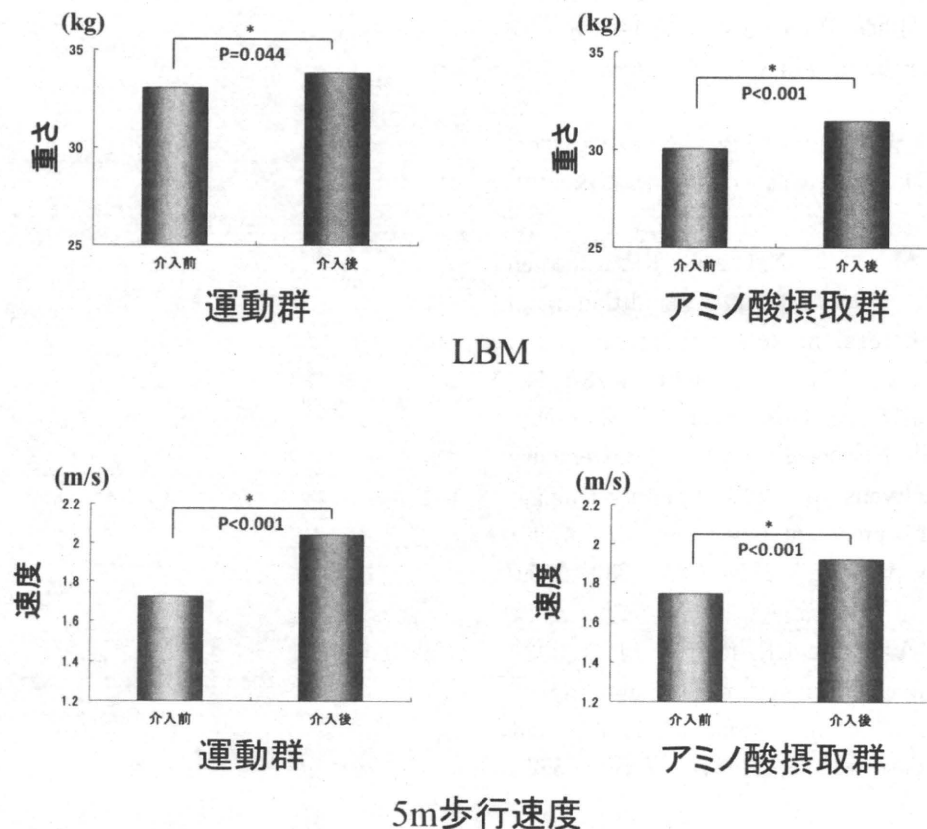 (kg)
35
30
25
重さ
*
P=0.044
介入前
介入後
運動群
35
30
25
重さ
*
P<0.001
介入前
介入後
アミノ酸摂取群
LBM
(m/s)
2.2
2
1.8
1.6
1.4
1.2
速度
*
P<0.001
介入前
介入後
運動群
(m/s)
2.2
2
1.8
1.6
1.4
1.2
速度
*
P<0.001
介入前
介入後
アミノ酸摂取群
5m歩行速度
(kg)